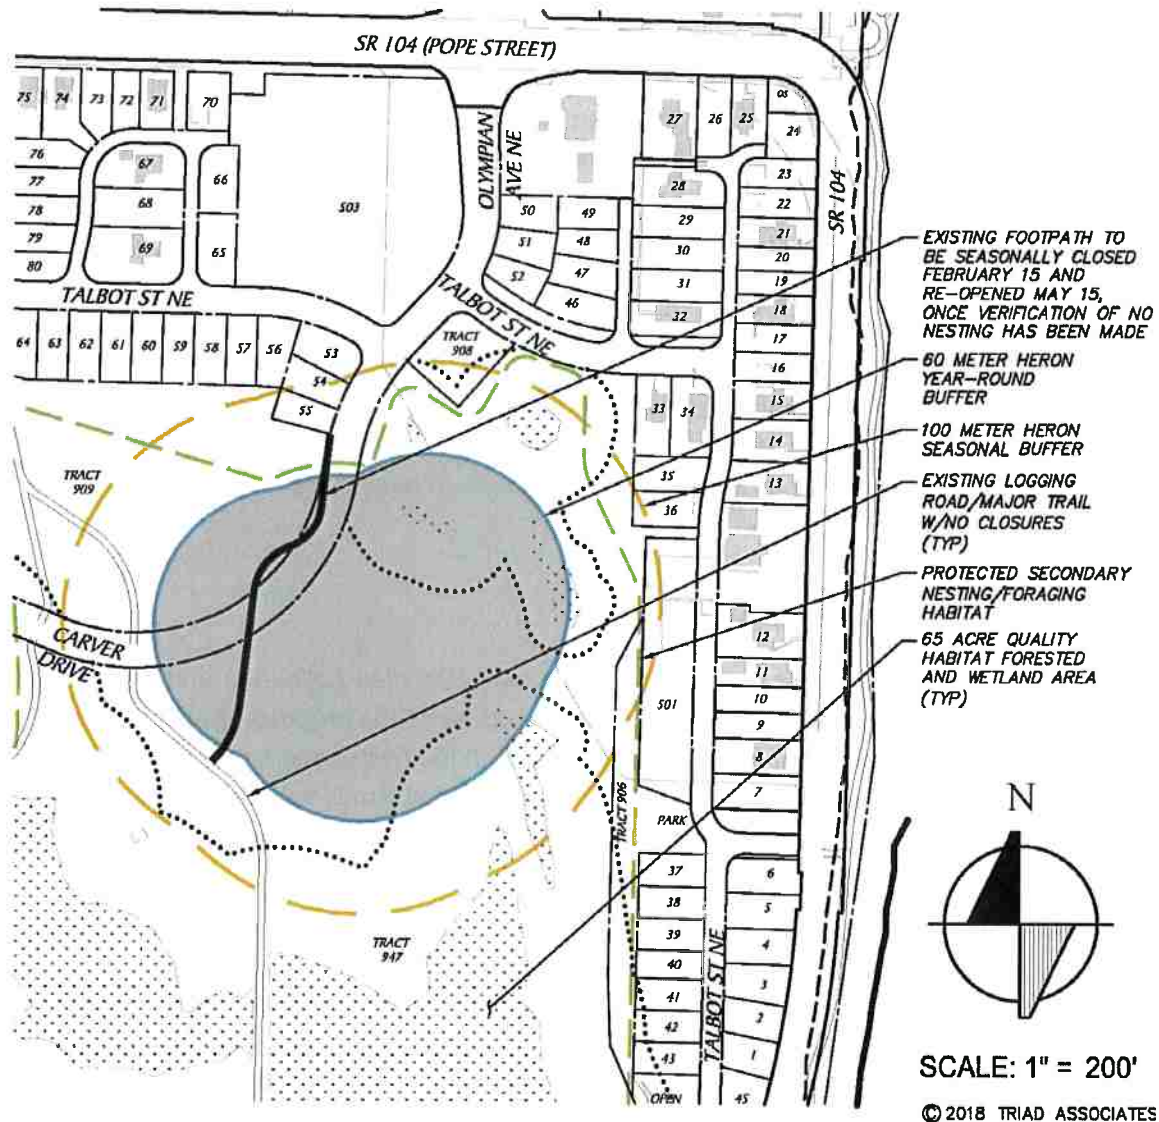 SR 104 (POPE STREET)
75
74
73
72
71
70
27
26
25
24
76
77
78
79
80
67
68
69
66
65
503
OLYMPIAN
AVE NE
50
51
52
49
48
47
46
28
29
30
31
32
23
22
21
20
19
18
17
16
15
14
13
SR 104
TALBOT ST NE
TALBOT ST NE
64
63
62
61
60
59
58
57
56
53
54
55
TRACT
908
33
34
35
36
TRACT
909
CARVER
DRIVE
501
12
11
10
9
8
7
TRACT 906
PARK
37
38
39
40
41
42
43
OPEN
6
5
4
3
2
1
45
TALBOT ST NE
TRACT
947
EXISTING FOOTPATH TO
BE SEASONALLY CLOSED
FEBRUARY 15 AND
RE-OPENED MAY 15,
ONCE VERIFICATION OF NO
NESTING HAS BEEN MADE
60 METER HERON
YEAR-ROUND
BUFFER
100 METER HERON
SEASONAL BUFFER
EXISTING LOGGING
ROAD/MAJOR TRAIL
W/NO CLOSURES
(TYP)
PROTECTED SECONDARY
NESTING/FORAGING
HABITAT
65 ACRE QUALITY
HABITAT FORESTED
AND WETLAND AREA
(TYP)
N
SCALE: 1" = 200'
© 2018 TRIAD ASSOCIATES